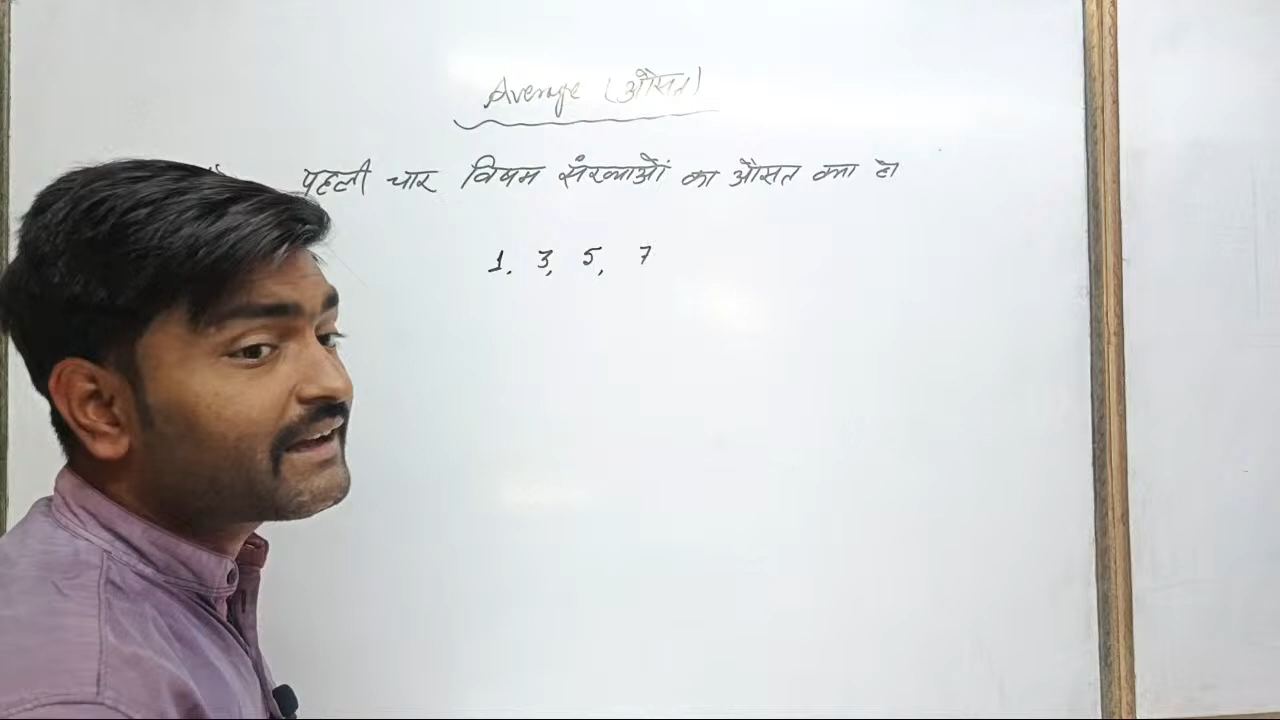 Average (औसत)
पहली चार विषम संख्याओं का औसत क्या हो
1, 3, 5, 7